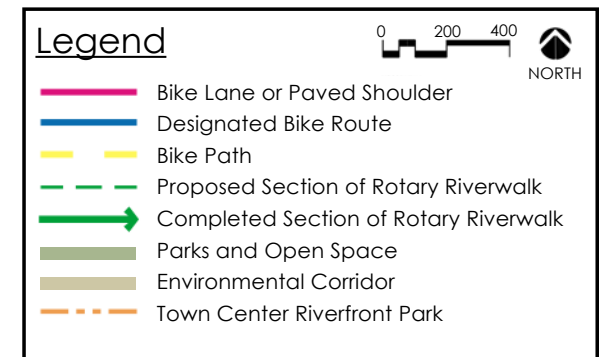 Legend
0 200 400
NORTH
Bike Lane or Paved Shoulder
Designated Bike Route
Bike Path
Proposed Section of Rotary Riverwalk
Completed Section of Rotary Riverwalk
Parks and Open Space
Environmental Corridor
Town Center Riverfront Park